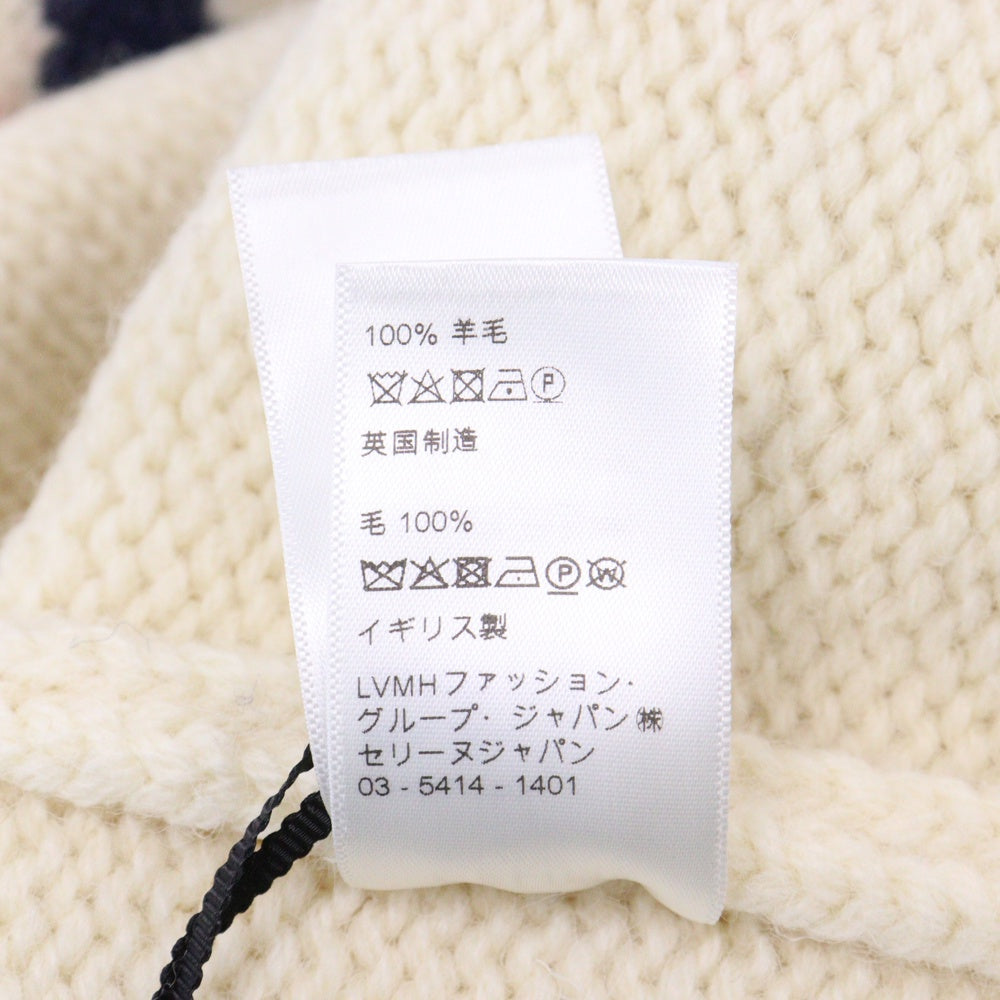 100% 羊毛
P
英国制造
毛 100%
P W
イギリス製
LVMHファッション・
グループ・ジャパン㈱
セリーヌジャパン
03 - 5414 - 1401